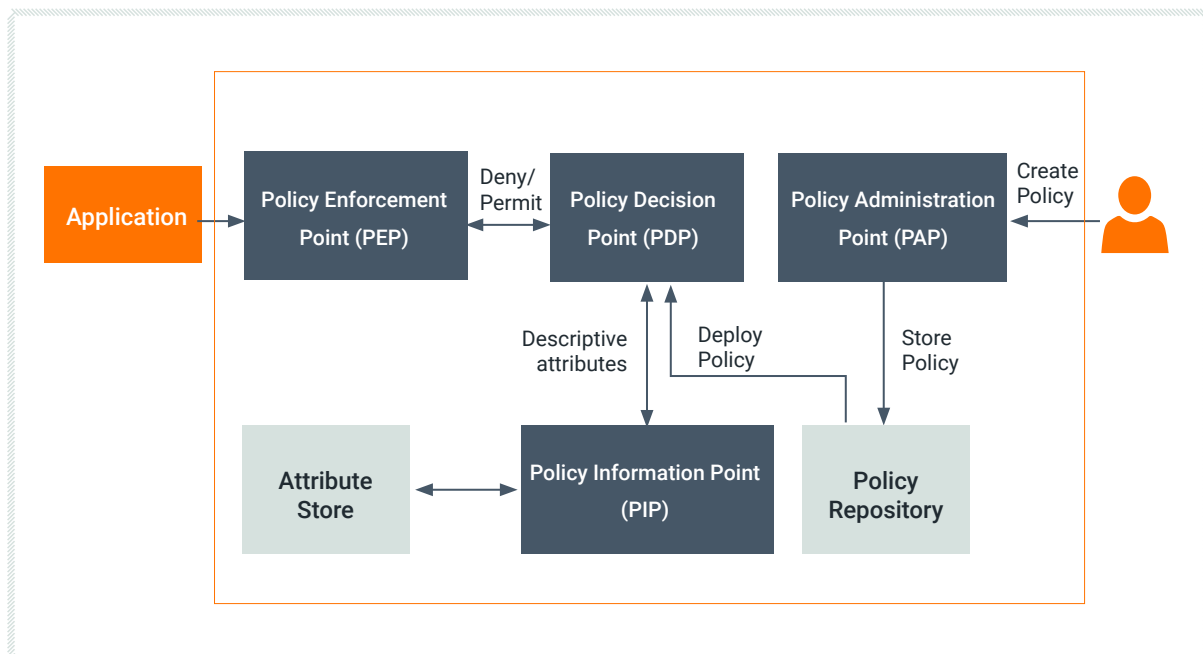 Application
Policy Enforcement
Point (PEP)
Deny/
Permit
Policy Decision
Point (PDP)
Policy Administration
Point (PAP)
Create
Policy
Descriptive
attributes
Deploy
Policy
Store
Policy
Attribute
Store
Policy Information Point
(PIP)
Policy
Repository